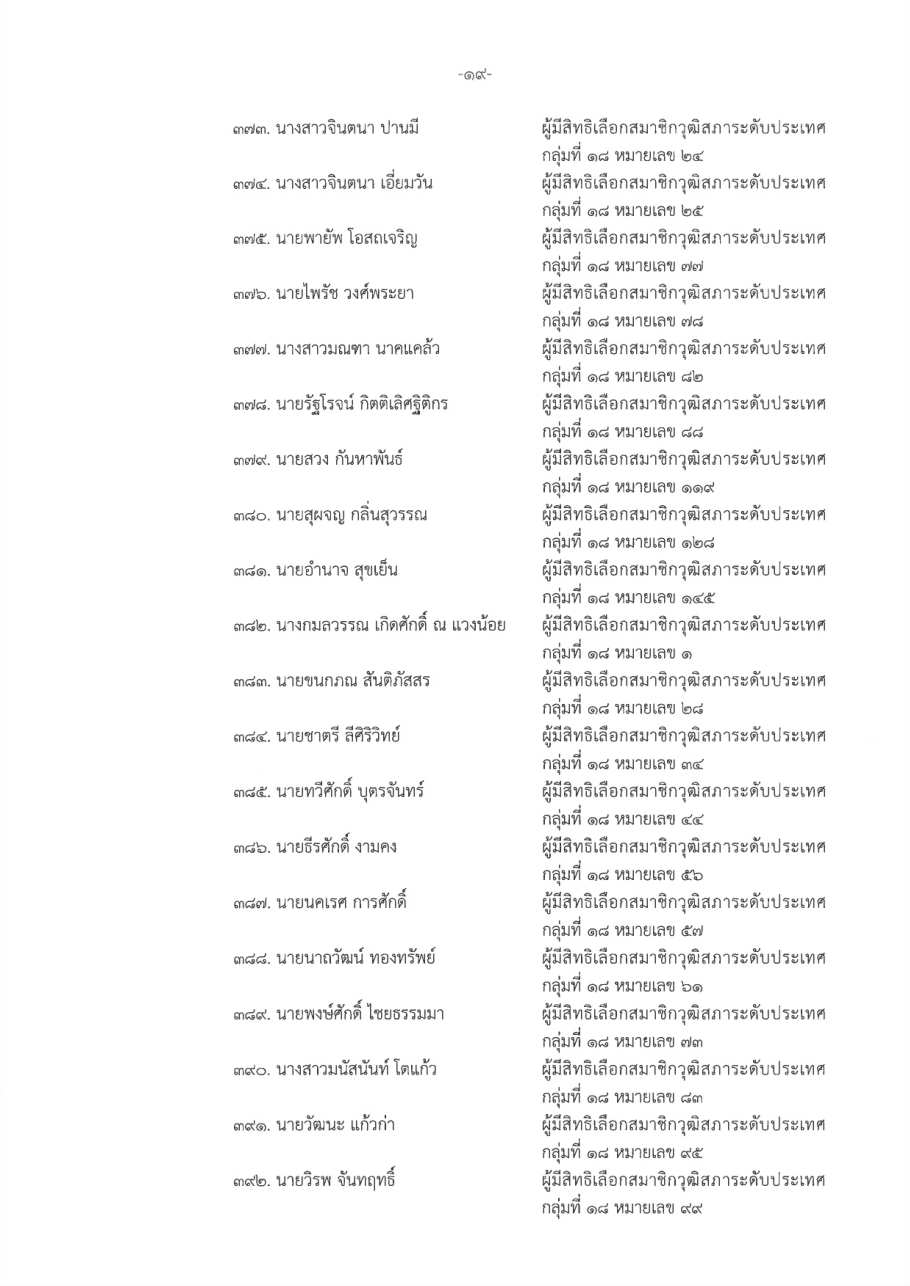 -๑๙-
๓๗๓. นางสาวจินตนา ปานมี ผู้มีสิทธิเลือกสมาชิกวุฒิสภาระดับประเทศ
กลุ่มที่ ๑๘ หมายเลข ๒๔
๓๗๔. นางสาวจินตนา เอี่ยมวัน ผู้มีสิทธิเลือกสมาชิกวุฒิสภาระดับประเทศ
กลุ่มที่ ๑๘ หมายเลข ๒๕
๓๗๕. นายพายัพ โอสถเจริญ ผู้มีสิทธิเลือกสมาชิกวุฒิสภาระดับประเทศ
กลุ่มที่ ๑๘ หมายเลข ๗๗
๓๗๖. นายไพรัช วงศ์พระยา ผู้มีสิทธิเลือกสมาชิกวุฒิสภาระดับประเทศ
กลุ่มที่ ๑๘ หมายเลข ๗๘
๓๗๗. นางสาวมณฑา นาคแคล้ว ผู้มีสิทธิเลือกสมาชิกวุฒิสภาระดับประเทศ
กลุ่มที่ ๑๘ หมายเลข ๘๒
๓๗๘. นายรัฐโรจน์ กิตติเลิศฐิติกร ผู้มีสิทธิเลือกสมาชิกวุฒิสภาระดับประเทศ
กลุ่มที่ ๑๘ หมายเลข ๘๘
๓๗๙. นายสวง กันหาพันธ์ ผู้มีสิทธิเลือกสมาชิกวุฒิสภาระดับประเทศ
กลุ่มที่ ๑๘ หมายเลข ๑๑๙
๓๘๐. นายสุผจญ กลิ่นสุวรรณ ผู้มีสิทธิเลือกสมาชิกวุฒิสภาระดับประเทศ
กลุ่มที่ ๑๘ หมายเลข ๑๒๘
๓๘๑. นายอำนาจ สุขเย็น ผู้มีสิทธิเลือกสมาชิกวุฒิสภาระดับประเทศ
กลุ่มที่ ๑๘ หมายเลข ๑๔๕
๓๘๒. นางกมลวรรณ เกิดศักดิ์ ณ แวงน้อย ผู้มีสิทธิเลือกสมาชิกวุฒิสภาระดับประเทศ
กลุ่มที่ ๑๘ หมายเลข ๑
๓๘๓. นายขนกภณ สันติภัสสร ผู้มีสิทธิเลือกสมาชิกวุฒิสภาระดับประเทศ
กลุ่มที่ ๑๘ หมายเลข ๒๘
๓๘๔. นายชาตรี ลีศิริวิทย์ ผู้มีสิทธิเลือกสมาชิกวุฒิสภาระดับประเทศ
กลุ่มที่ ๑๘ หมายเลข ๓๔
๓๘๕. นายทวีศักดิ์ บุตรจันทร์ ผู้มีสิทธิเลือกสมาชิกวุฒิสภาระดับประเทศ
กลุ่มที่ ๑๘ หมายเลข ๔๔
๓๘๖. นายธีรศักดิ์ งามคง ผู้มีสิทธิเลือกสมาชิกวุฒิสภาระดับประเทศ
กลุ่มที่ ๑๘ หมายเลข ๕๖
๓๘๗. นายนคเรศ การศักดิ์ ผู้มีสิทธิเลือกสมาชิกวุฒิสภาระดับประเทศ
กลุ่มที่ ๑๘ หมายเลข ๕๗
๓๘๘. นายนาถวัฒน์ ทองทรัพย์ ผู้มีสิทธิเลือกสมาชิกวุฒิสภาระดับประเทศ
กลุ่มที่ ๑๘ หมายเลข ๖๑
๓๘๙. นายพงษ์ศักดิ์ ไชยธรรมมา ผู้มีสิทธิเลือกสมาชิกวุฒิสภาระดับประเทศ
กลุ่มที่ ๑๘ หมายเลข ๗๓
๓๙๐. นางสาวมนัสนันท์ โตแก้ว ผู้มีสิทธิเลือกสมาชิกวุฒิสภาระดับประเทศ
กลุ่มที่ ๑๘ หมายเลข ๘๓
๓๙๑. นายวัฒนะ แก้วก่า ผู้มีสิทธิเลือกสมาชิกวุฒิสภาระดับประเทศ
กลุ่มที่ ๑๘ หมายเลข ๙๕
๓๙๒. นายวิรพ จันทฤทธิ์ ผู้มีสิทธิเลือกสมาชิกวุฒิสภาระดับประเทศ
กลุ่มที่ ๑๘ หมายเลข ๙๙